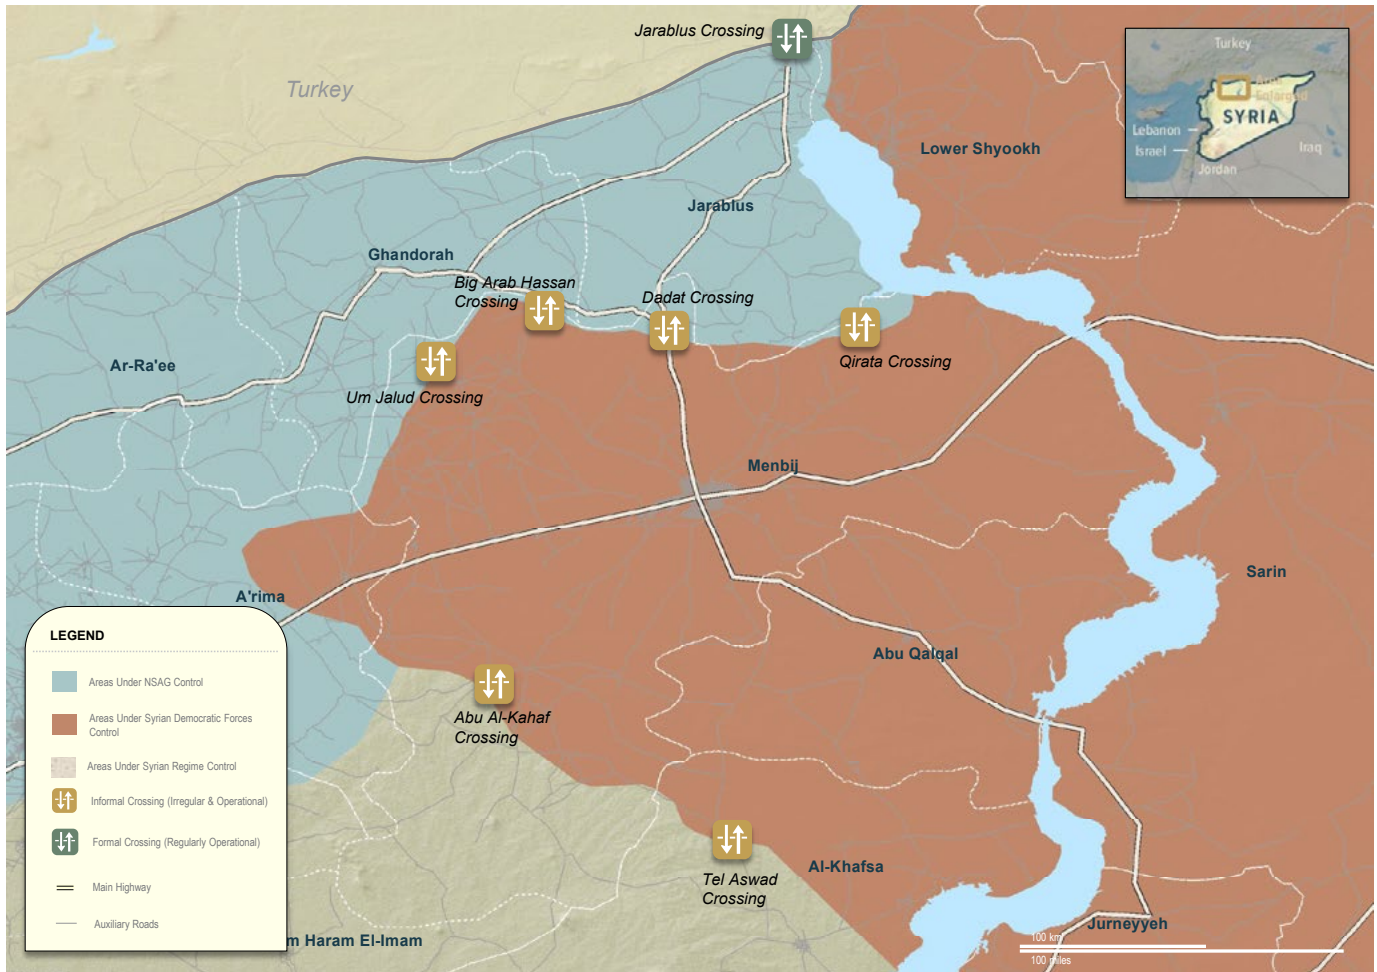 Jarablus Crossing
Turkey
Turkey
Area
Enlarged
SYRIA
Lebanon
Israel
Iraq
Jordan
Lower Shyookh
Jarablus
Ghandorah
Big Arab Hassan
Crossing
Dadat Crossing
Qirata Crossing
Ar-Ra'ee
Um Jalud Crossing
Menbij
Sarin
A'rima
Abu Qalqal
Abu Al-Kahaf
Crossing
Tel Aswad
Crossing
Al-Khafsa
Jurneyyeh
m Haram El-Imam
LEGEND
Areas Under NSAG Control
Areas Under Syrian Democratic Forces
Control
Areas Under Syrian Regime Control
Informal Crossing (Irregular & Operational)
Formal Crossing (Regularly Operational)
Main Highway
Auxiliary Roads
100 km
100 miles